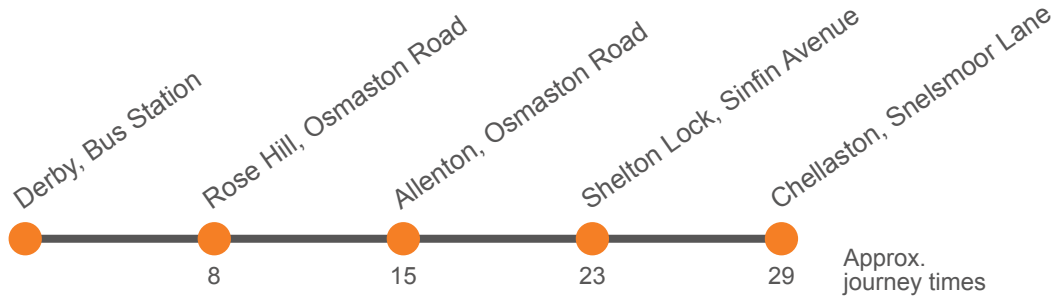 Derby, Bus Station
Rose Hill, Osmaston Road
Allenton, Osmaston Road
Shelton Lock, Sinfin Avenue
Chellaston, Snelsmoor Lane
8
15
23
29
Approx.
journey times